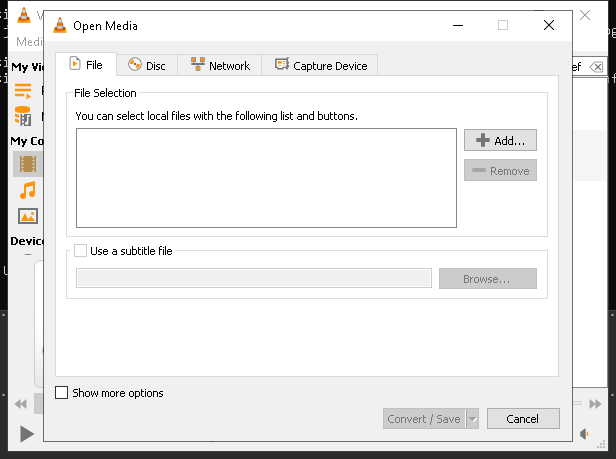 Open Media
Medi
File
Disc
Network
Capture Device
ef
My Vi
My Co
Device
File Selection
You can select local files with the following list and buttons.
Add...
Remove
Use a subtitle file
Browse...
Show more options
Convert / Save
Cancel